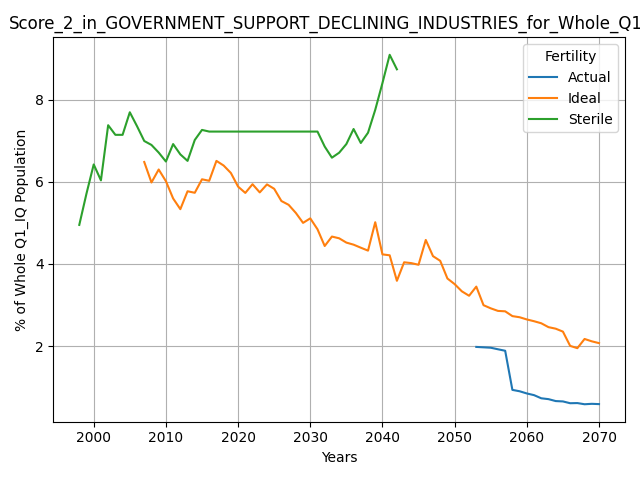 Score_2_in_GOVERNMENT_SUPPORT_DECLINING_INDUSTRIES_for_Whole_Q1
Fertility
Actual
Ideal
Sterile
% of Whole Q1_IQ Population
8
6
4
2
2000 2010 2020 2030 2040 2050 2060 2070
Years